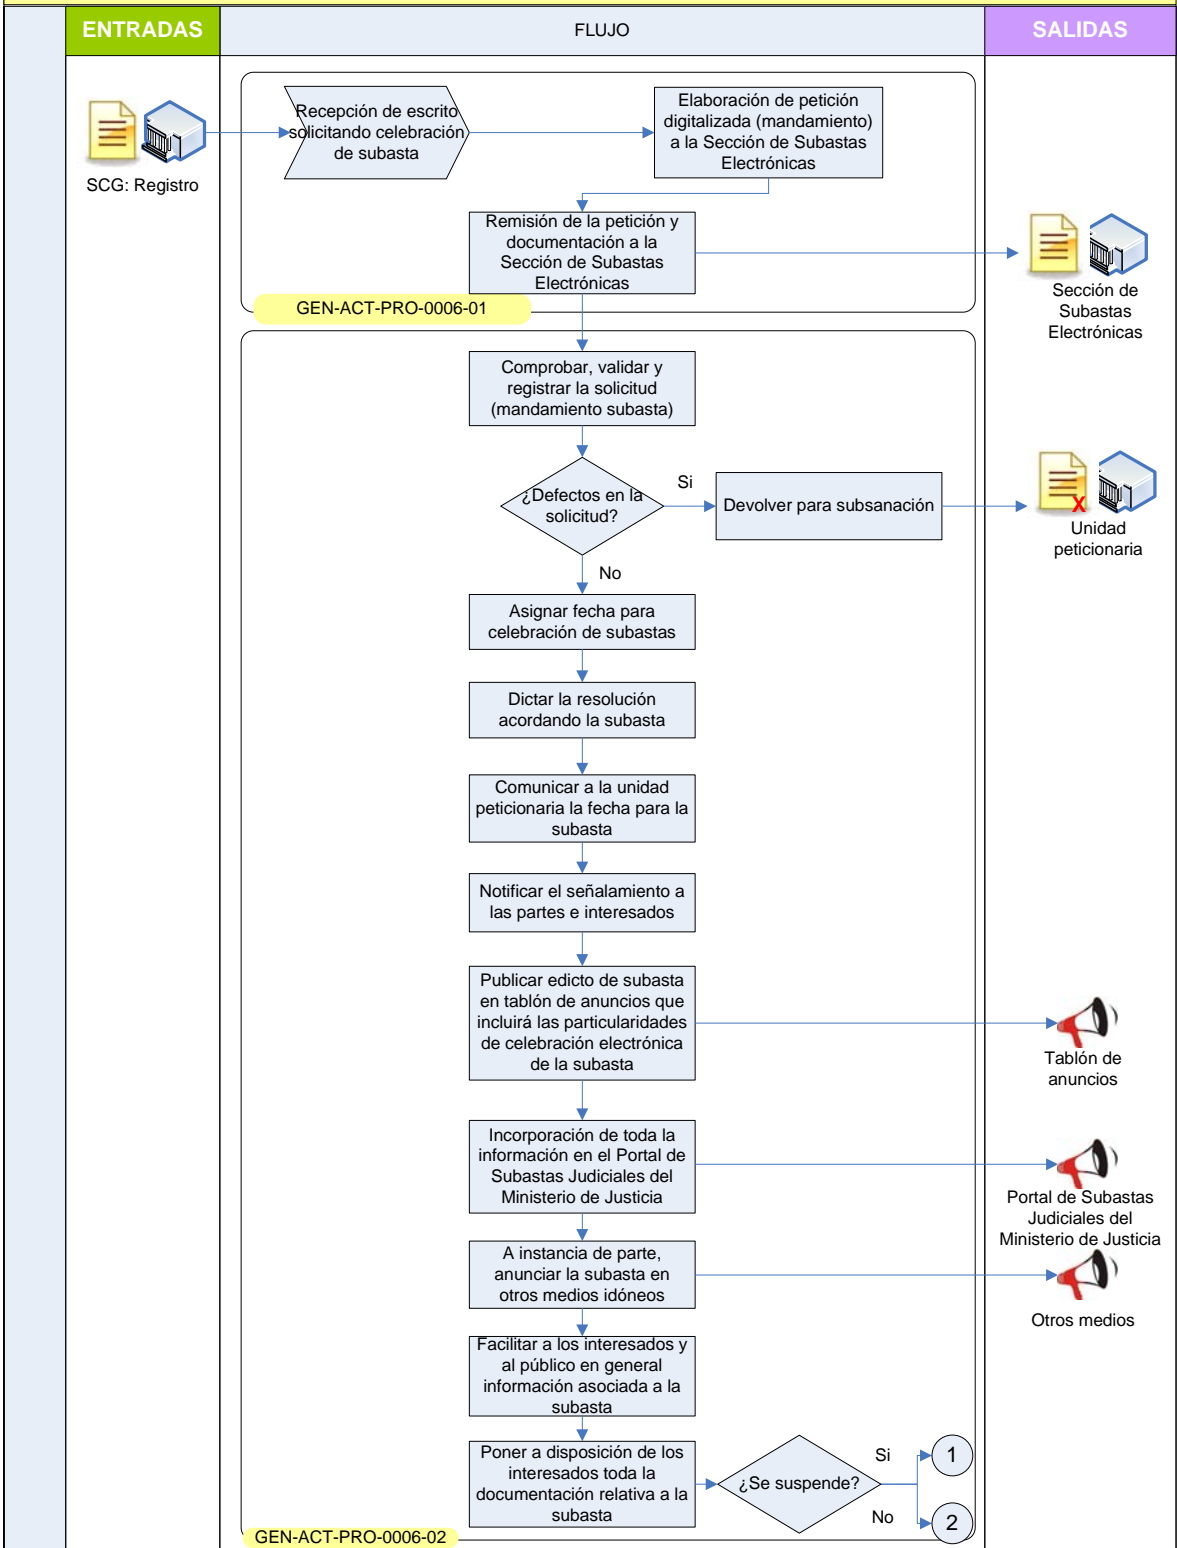 ENTRADAS
FLUJO
SALIDAS
Recepción de escrito
solicitando celebración
de subasta
Elaboración de petición
digitalizada (mandamiento)
a la Sección de Subastas
Electrónicas
SCG: Registro
Remisión de la petición y
documentación a la
Sección de Subastas
Electrónicas
Sección de
Subastas
Electrónicas
GEN-ACT-PRO-0006-01
Comprobar, validar y
registrar la solicitud
(mandamiento subasta)
¿Defectos en la
solicitud?
Si
Devolver para subsanación
X
Unidad
peticionaria
No
Asignar fecha para
celebración de subastas
Dictar la resolución
acordando la subasta
Comunicar a la unidad
peticionaria la fecha para la
subasta
Notificar el señalamiento a
las partes e interesados
Publicar edicto de subasta
en tablón de anuncios que
incluirá las particularidades
de celebración electrónica
de la subasta
Tablón de
anuncios
Incorporación de toda la
información en el Portal de
Subastas Judiciales del
Ministerio de Justicia
Portal de Subastas
Judiciales del
Ministerio de Justicia
A instancia de parte,
anunciar la subasta en
otros medios idóneos
Otros medios
Facilitar a los interesados y
al público en general
información asociada a la
subasta
Poner a disposición de los
interesados toda la
documentación relativa a la
subasta
¿Se suspende?
Si
1
No
2
GEN-ACT-PRO-0006-02